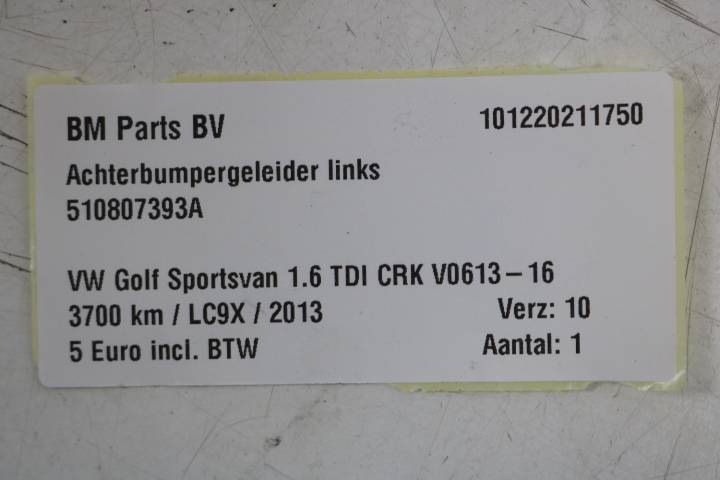 BM Parts BV 101220211750
Achterbumpergeleider links
510807393A
VW Golf Sportsvan 1.6 TDI CRK V0613-16
3700 km / LC9X / 2013 Verz: 10
5 Euro incl. BTW Aantal: 1